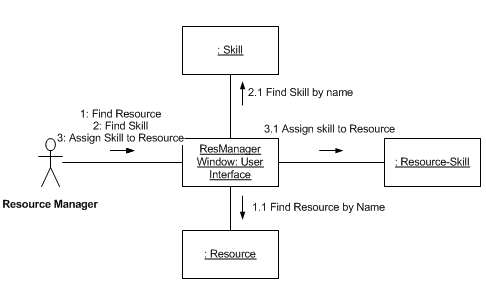 : Skill
2.1 Find Skill by name
1: Find Resource
2: Find Skill
3: Assign Skill to Resource
3.1 Assign skill to Resource
ResManager
Window: User
Interface
: Resource-Skill
Resource Manager
1.1 Find Resource by Name
: Resource